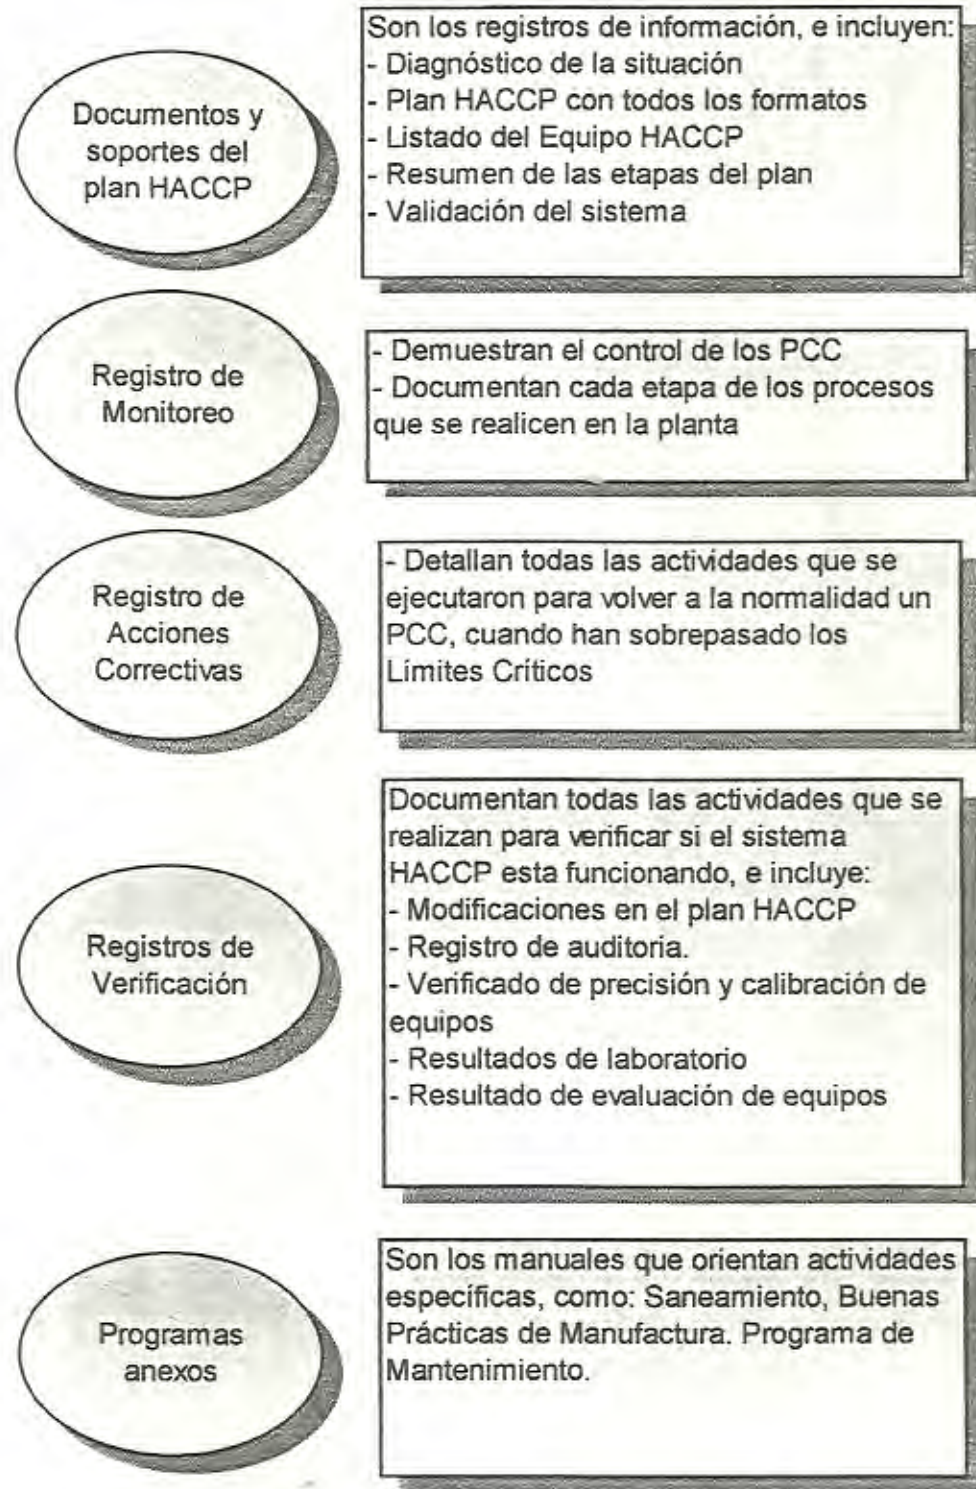 Documentos y
soportes del
plan HACCP
Son los registros de información, e incluyen:
- Diagnóstico de la situación
- Plan HACCP con todos los formatos
- Listado del Equipo HACCP
- Resumen de las etapas del plan
- Validación del sistema
Registro de
Monitoreo
- Demuestran el control de los PCC
- Documentan cada etapa de los procesos
que se realicen en la planta
Registro de
Acciones
Correctivas
- Detallan todas las actividades que se
ejecutaron para volver a la normalidad un
PCC, cuando han sobrepasado los
Límites Críticos
Registros de
Verificación
Documentan todas las actividades que se
realizan para verificar si el sistema
HACCP esta funcionando, e incluye:
- Modificaciones en el plan HACCP
- Registro de auditoria.
- Verificado de precisión y calibración de
equipos
- Resultados de laboratorio
- Resultado de evaluación de equipos
Programas
anexos
Son los manuales que orientan actividades
específicas, como: Saneamiento, Buenas
Prácticas de Manufactura. Programa de
Mantenimiento.